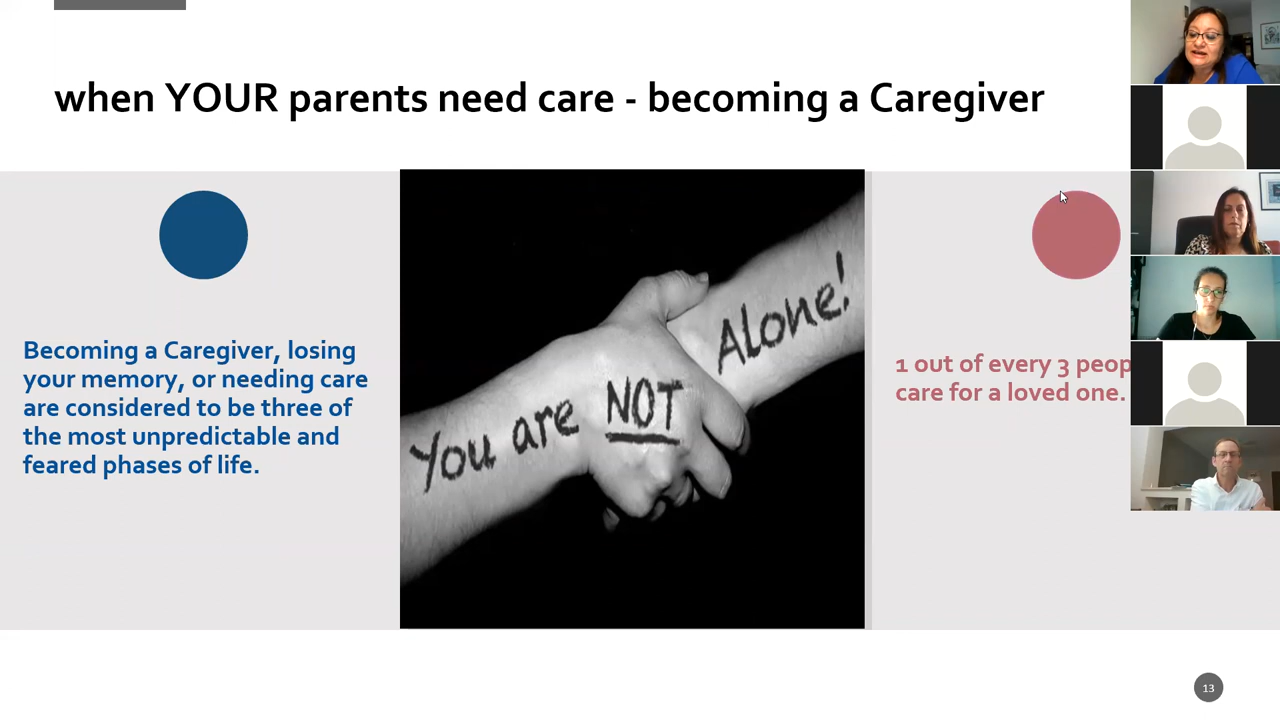 when YOUR parents need care - becoming a Caregiver
Becoming a Caregiver, losing
your memory, or needing care
are considered to be three of
the most unpredictable and
feared phases of life.
You are NOT
Alone!
1 out of every 3
care for a loved one.
13